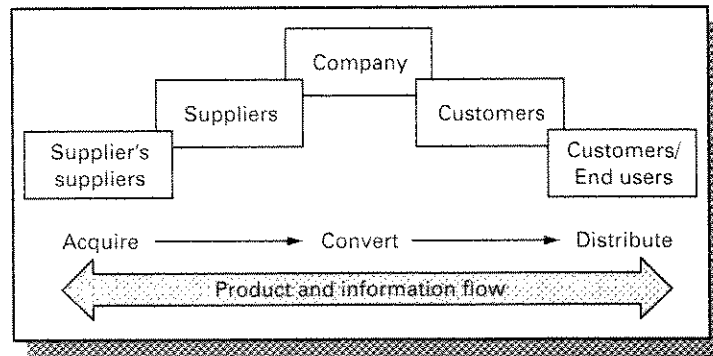 Company
Suppliers
Customers
Supplier's
suppliers
Customers/
End users
Acquire
Convert
Distribute
Product and information flow